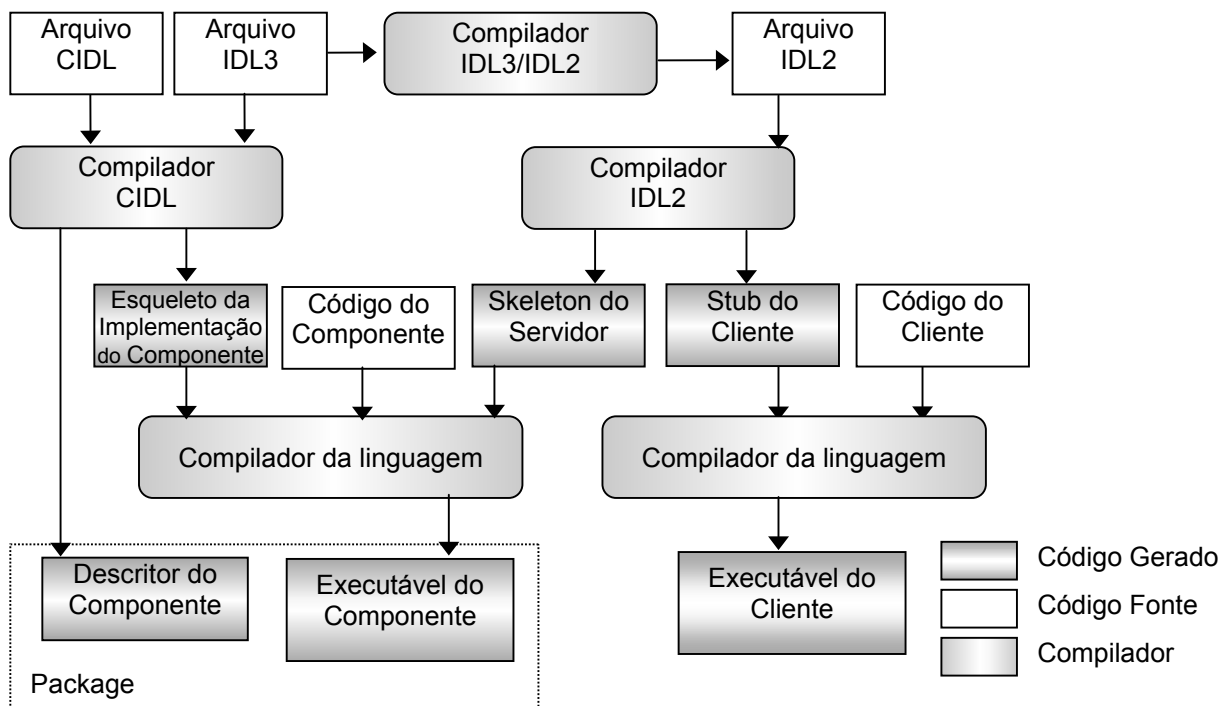 Arquivo
CIDL
Arquivo
IDL3
Compilador
IDL3/IDL2
Arquivo
IDL2
Compilador
CIDL
Compilador
IDL2
Esqueleto da
Implementação
do Componente
Código do
Componente
Skeleton do
Servidor
Stub do
Cliente
Código do
Cliente
Compilador da linguagem
Compilador da linguagem
Descritor do
Componente
Executável do
Componente
Executável do
Cliente
Package
Código Gerado
Código Fonte
Compilador